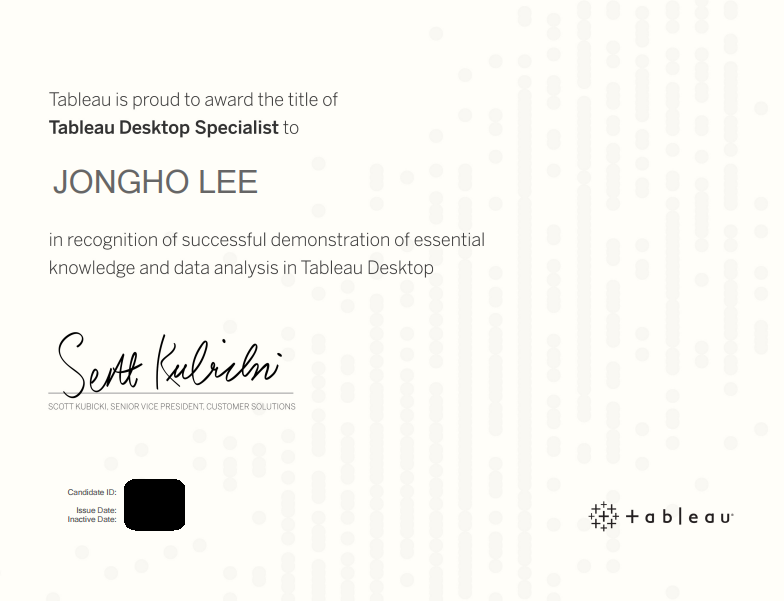 Tableau is proud to award the title of
Tableau Desktop Specialist to
JONGHO LEE
in recognition of successful demonstration of essential
knowledge and data analysis in Tableau Desktop
Scott Kubicki
SCOTT KUBICKI, SENIOR VICE PRESIDENT, CUSTOMER SOLUTIONS
Candidate ID:
Issue Date:
Inactive Date:
+ableau